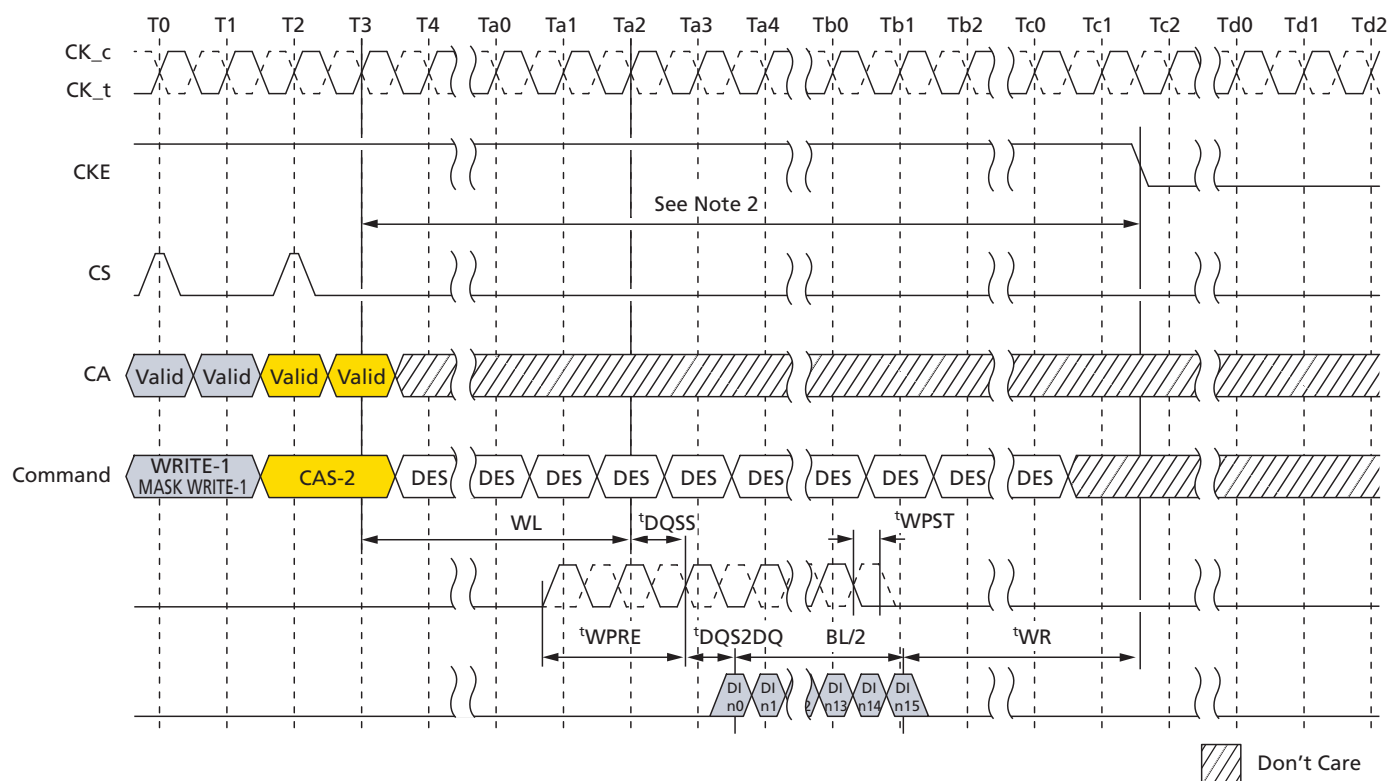 T0 T1 T2 T3 T4 Ta0 Ta1 Ta2 Ta3 Ta4 Tb0 Tb1 Tb2 Tc0 Tc1 Tc2 Td0 Td1 Td2
CK_c
CK_t
CKE
See Note 2
CS
CA Valid Valid Valid Valid
Command WRITE-1 MASK WRITE-1 CAS-2 DES DES DES DES DES DES DES DES DES DES
WL tDQSS tWPST
tWPRE tDQS2DQ BL/2 tWR
DI n0 DI n1 2 DI n13 DI n14 DI n15
Don't Care